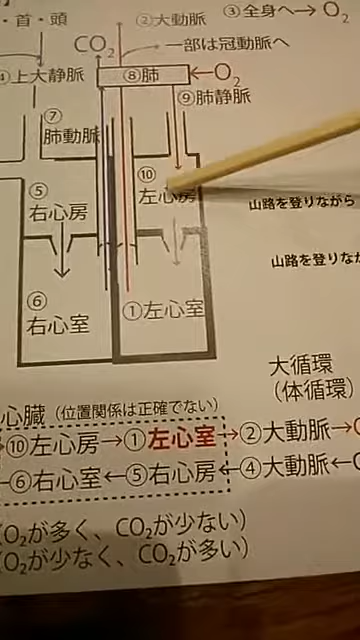 ・首・頭
②大動脈
③全身へ→O₂
CO₂
一部は冠動脈へ
④上大静脈
⑧肺
←O₂
⑨肺静脈
⑦
肺動脈
⑩
左心房
⑤
右心房
山路を登りながら
山路を登りなが
⑥
右心室
①左心室
大循環
(体循環)
心臓(位置関係は正確でない)
⑩左心房→①左心室→②大動脈→
⑥右心室←⑤右心房←④大静脈←
(O₂が多く、CO₂が少ない)
(O₂が少なく、CO₂が多い)